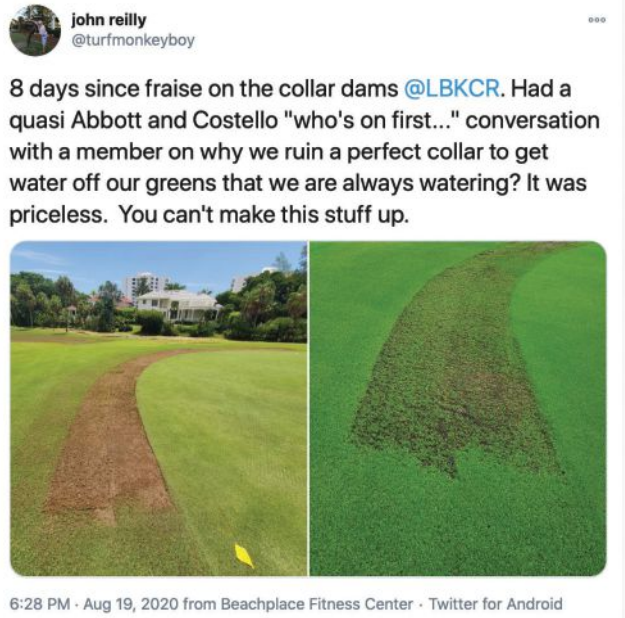 john reilly
@turfmonkeyboy
8 days since fraise on the collar dams @LBKCR. Had a
quasi Abbott and Costello "who's on first..." conversation
with a member on why we ruin a perfect collar to get
water off our greens that we are always watering? It was
priceless.  You can't make this stuff up.
6:28 PM · Aug 19, 2020 from Beachplace Fitness Center · Twitter for Android